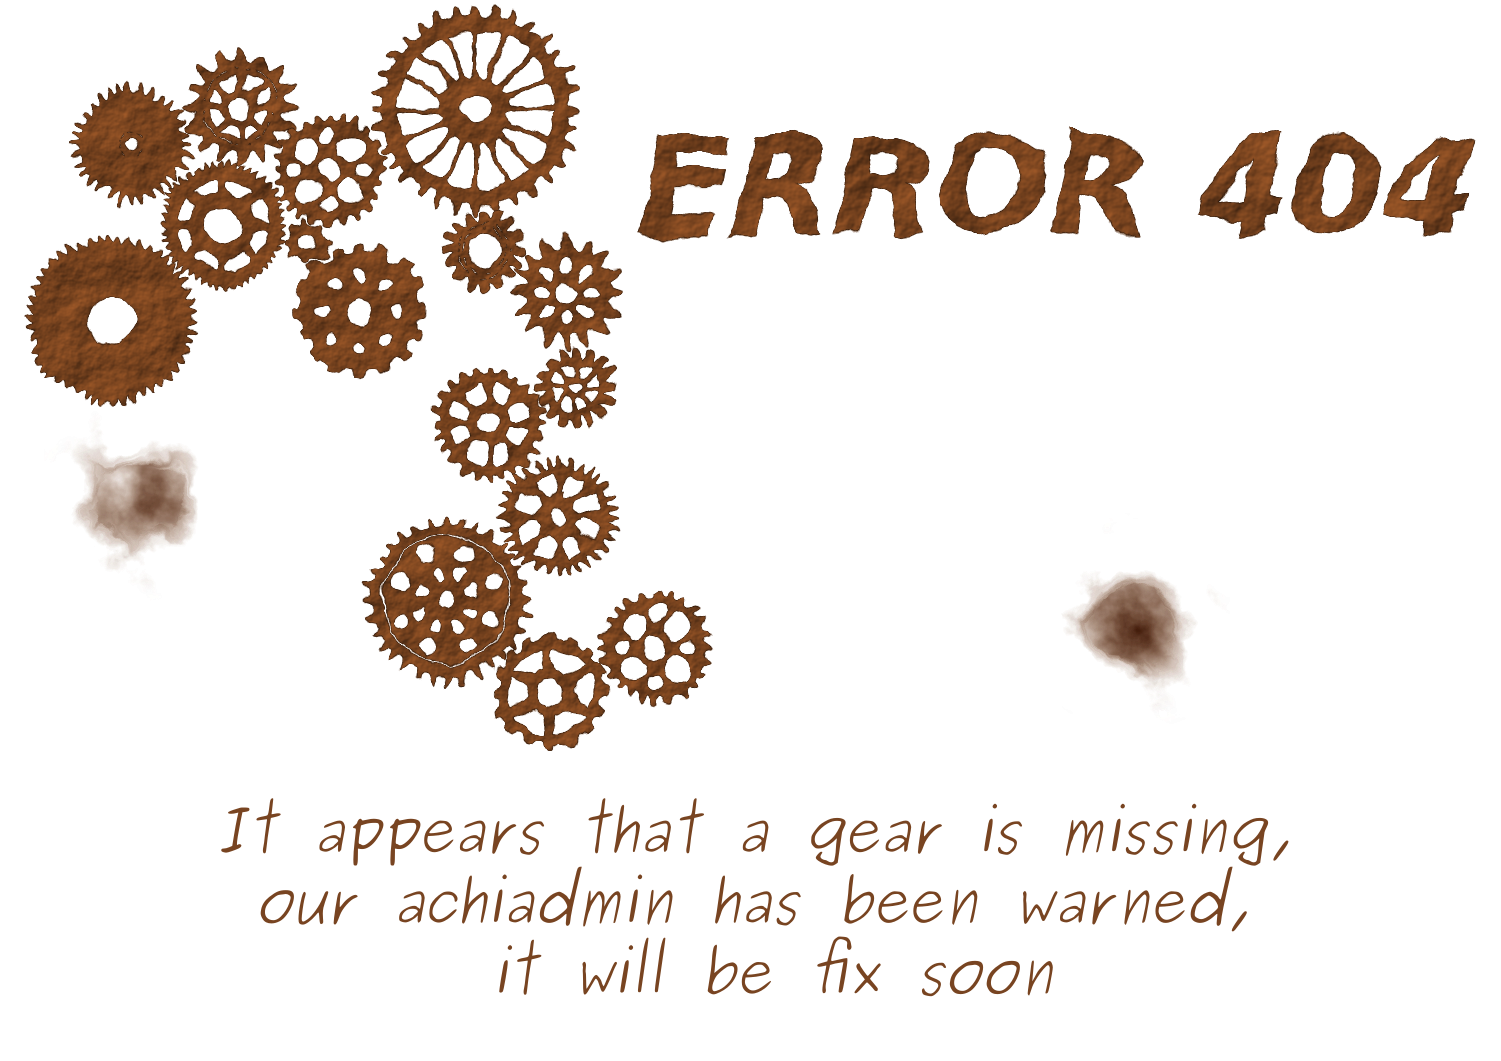 ERROR 404
It appears that a gear is missing,
our achiadmin has been warned,
it will be fix soon